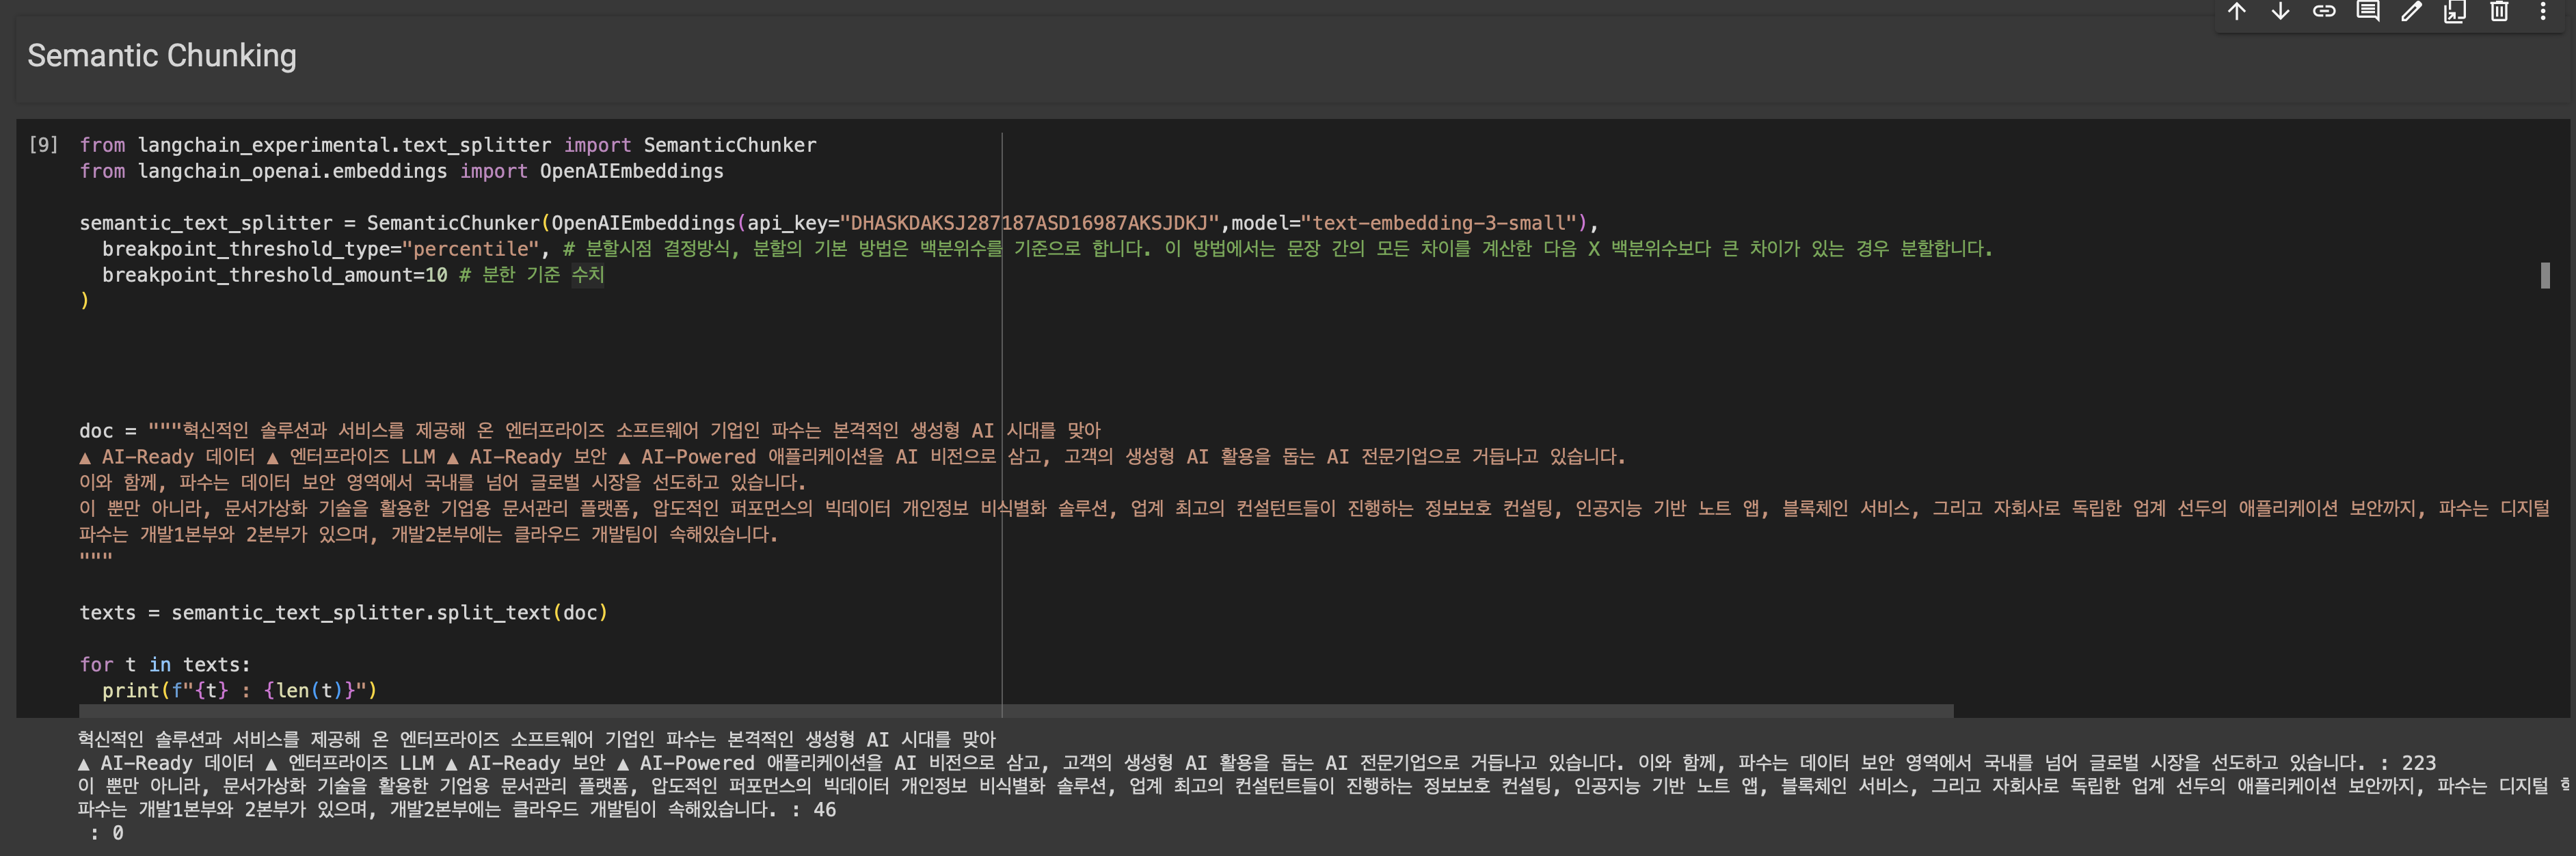 Semantic Chunking
[9] from langchain_experimental.text_splitter import SemanticChunker
from langchain_openai.embeddings import OpenAIEmbeddings
semantic_text_splitter = SemanticChunker(OpenAIEmbeddings(api_key="DHASKDAKSJ287187ASD16987AKSJDKJ",model="text-embedding-3-small"),
  breakpoint_threshold_type="percentile", # 분할시점 결정방식, 분할의 기본 방법은 백분위수를 기준으로 합니다. 이 방법에서는 문장 간의 모든 차이를 계산한 다음 X 백분위수보다 큰 차이가 있는 경우 분할합니다.
  breakpoint_threshold_amount=10 # 분한 기준 수치
)
doc = """혁신적인 솔루션과 서비스를 제공해 온 엔터프라이즈 소프트웨어 기업인 파수는 본격적인 생성형 AI 시대를 맞아
▲ AI-Ready 데이터 ▲ 엔터프라이즈 LLM ▲ AI-Ready 보안 ▲ AI-Powered 애플리케이션을 AI 비전으로 삼고, 고객의 생성형 AI 활용을 돕는 AI 전문기업으로 거듭나고 있습니다.
이와 함께, 파수는 데이터 보안 영역에서 국내를 넘어 글로벌 시장을 선도하고 있습니다.
이 뿐만 아니라, 문서가상화 기술을 활용한 기업용 문서관리 플랫폼, 압도적인 퍼포먼스의 빅데이터 개인정보 비식별화 솔루션, 업계 최고의 컨설턴트들이 진행하는 정보보호 컨설팅, 인공지능 기반 노트 앱, 블록체인 서비스, 그리고 자회사로 독립한 업계 선두의 애플리케이션 보안까지, 파수는 디지털
파수는 개발1본부와 2본부가 있으며, 개발2본부에는 클라우드 개발팀이 속해있습니다.
"""
texts = semantic_text_splitter.split_text(doc)
for t in texts:
  print(f"{t} : {len(t)}")
혁신적인 솔루션과 서비스를 제공해 온 엔터프라이즈 소프트웨어 기업인 파수는 본격적인 생성형 AI 시대를 맞아
▲ AI-Ready 데이터 ▲ 엔터프라이즈 LLM ▲ AI-Ready 보안 ▲ AI-Powered 애플리케이션을 AI 비전으로 삼고, 고객의 생성형 AI 활용을 돕는 AI 전문기업으로 거듭나고 있습니다. 이와 함께, 파수는 데이터 보안 영역에서 국내를 넘어 글로벌 시장을 선도하고 있습니다. : 223
이 뿐만 아니라, 문서가상화 기술을 활용한 기업용 문서관리 플랫폼, 압도적인 퍼포먼스의 빅데이터 개인정보 비식별화 솔루션, 업계 최고의 컨설턴트들이 진행하는 정보보호 컨설팅, 인공지능 기반 노트 앱, 블록체인 서비스, 그리고 자회사로 독립한 업계 선두의 애플리케이션 보안까지, 파수는 디지털
파수는 개발1본부와 2본부가 있으며, 개발2본부에는 클라우드 개발팀이 속해있습니다. : 46
 : 0